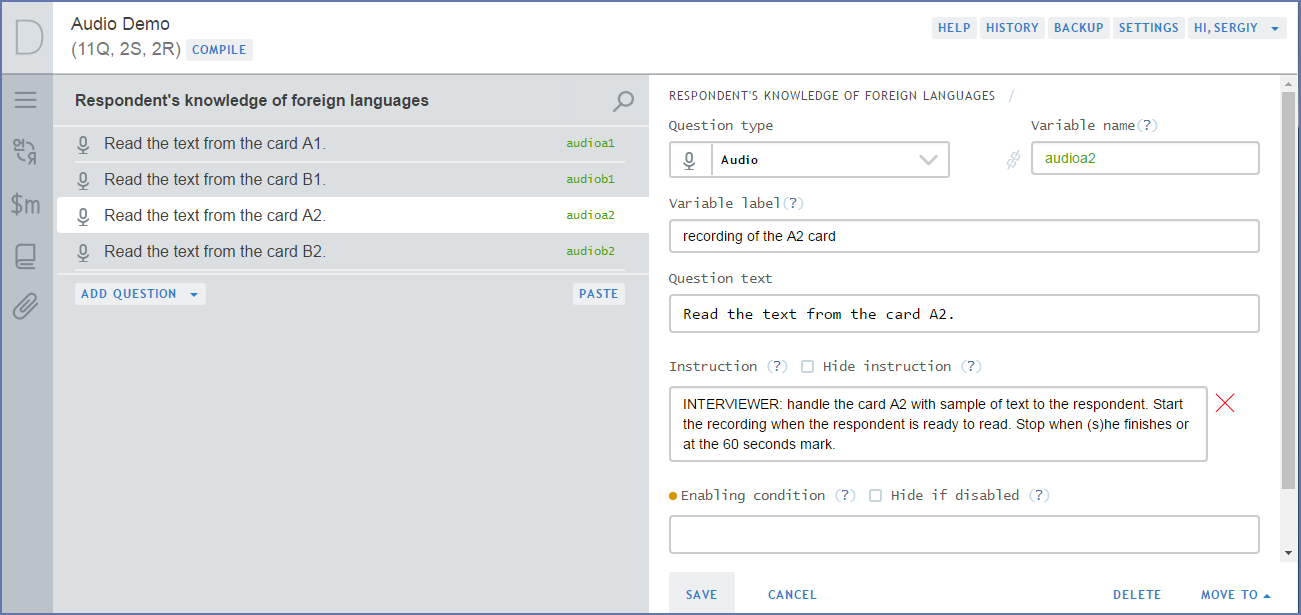 D
Audio Demo
(11Q, 2S, 2R) COMPILE
HELP HISTORY BACKUP SETTINGS HI, SERGIY
Respondent's knowledge of foreign languages
Read the text from the card A1. audioa1
Read the text from the card B1. audiob1
Read the text from the card A2. audioa2
Read the text from the card B2. audiob2
ADD QUESTION PASTE
$m
RESPONDENT'S KNOWLEDGE OF FOREIGN LANGUAGES /
Question type Variable name(?)
Audio audioa2
Variable label(?)
recording of the A2 card
Question text
Read the text from the card A2.
Instruction (?) Hide instruction (?)
INTERVIEWER: handle the card A2 with sample of text to the respondent. Start
the recording when the respondent is ready to read. Stop when (s)he finishes or
at the 60 seconds mark.
Enabling condition (?) Hide if disabled (?)
SAVE CANCEL DELETE MOVE TO